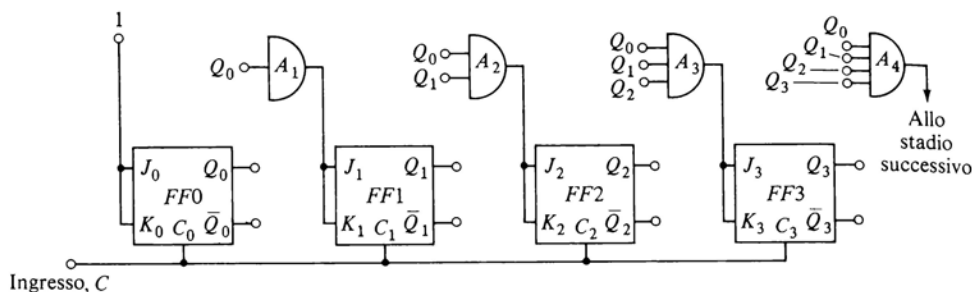 1
Q0
A1
Q0
Q1
A2
Q0
Q1
Q2
A3
Q0
Q1
Q2
Q3
A4
Allo
stadio
successivo
J0 Q0
FF0
K0 C0 Q̅0
J1 Q1
FF1
K1 C1 Q̅1
J2 Q2
FF2
K2 C2 Q̅2
J3 Q3
FF3
K3 C3 Q̅3
Ingresso, C